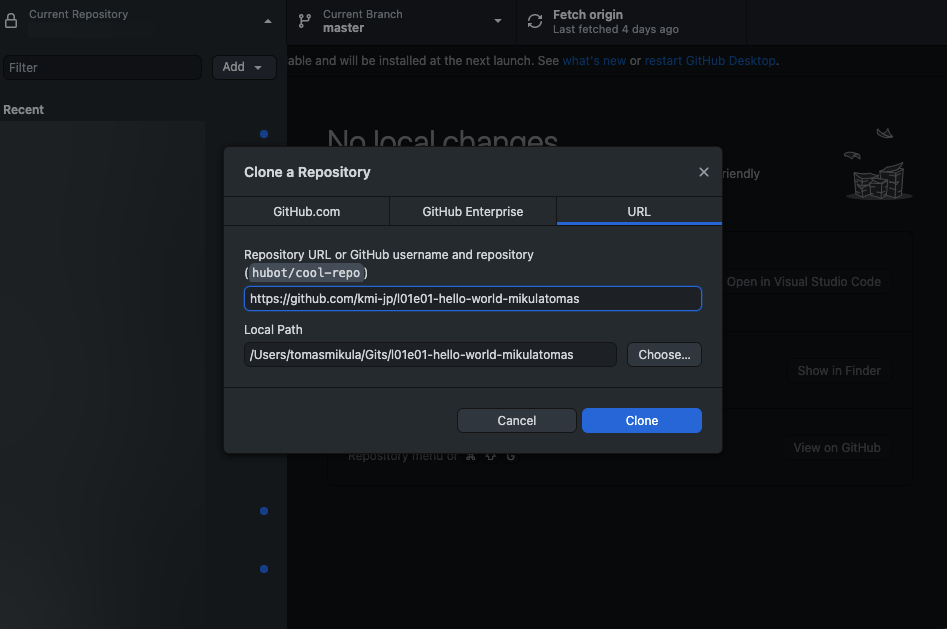 Current Repository
Current Branch
master
Fetch origin
Last fetched 4 days ago
Filter
Add
able and will be installed at the next launch. See what's new or restart GitHub Desktop.
Recent
No local changes
riendly
Clone a Repository
GitHub.com
GitHub Enterprise
URL
Repository URL or GitHub username and repository
(hubot/cool-repo)
https://github.com/kmi-jp/l01e01-hello-world-mikulatomas
Open in Visual Studio Code
Local Path
/Users/tomasmikula/Gits/l01e01-hello-world-mikulatomas
Choose...
Show in Finder
Cancel
Clone
View on GitHub
Repository menu or ⌘ ⇧ G